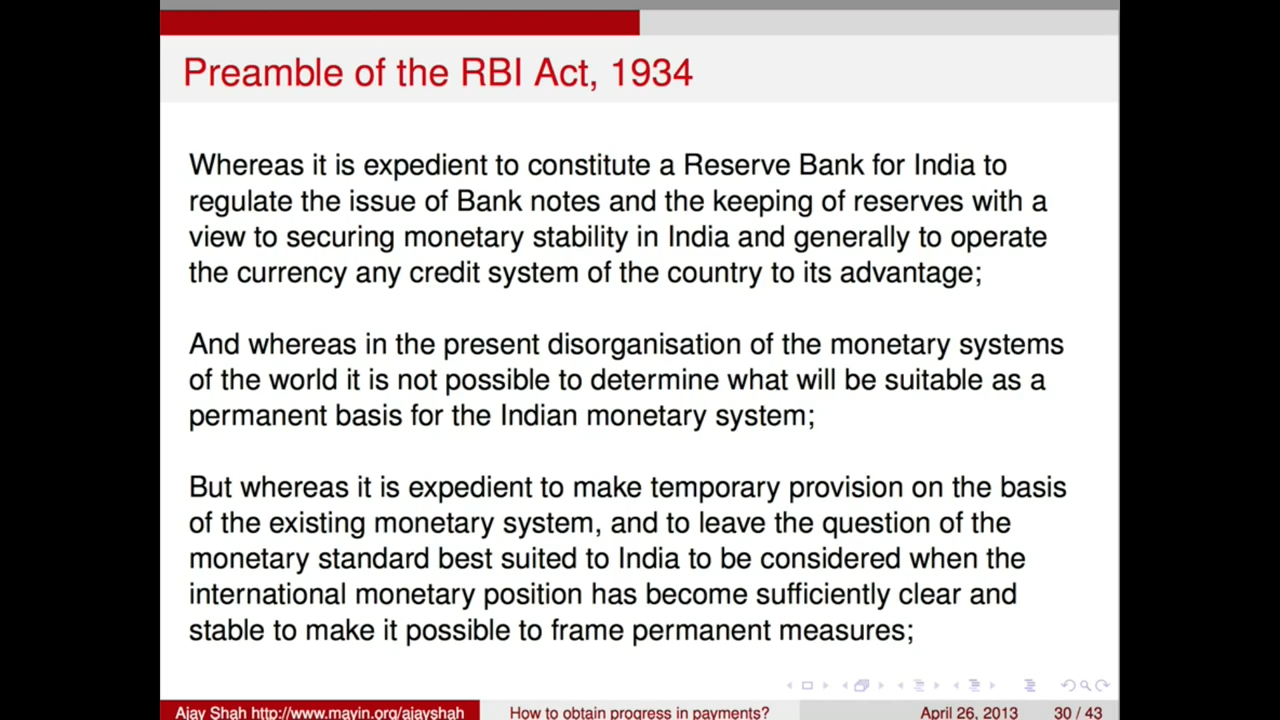 Preamble of the RBI Act, 1934
Whereas it is expedient to constitute a Reserve Bank for India to
regulate the issue of Bank notes and the keeping of reserves with a
view to securing monetary stability in India and generally to operate
the currency any credit system of the country to its advantage;
And whereas in the present disorganisation of the monetary systems
of the world it is not possible to determine what will be suitable as a
permanent basis for the Indian monetary system;
But whereas it is expedient to make temporary provision on the basis
of the existing monetary system, and to leave the question of the
monetary standard best suited to India to be considered when the
international monetary position has become sufficiently clear and
stable to make it possible to frame permanent measures;
Ajay Shah http://www.mayin.org/ajayshah How to obtain progress in payments? April 26, 2013 30 / 43